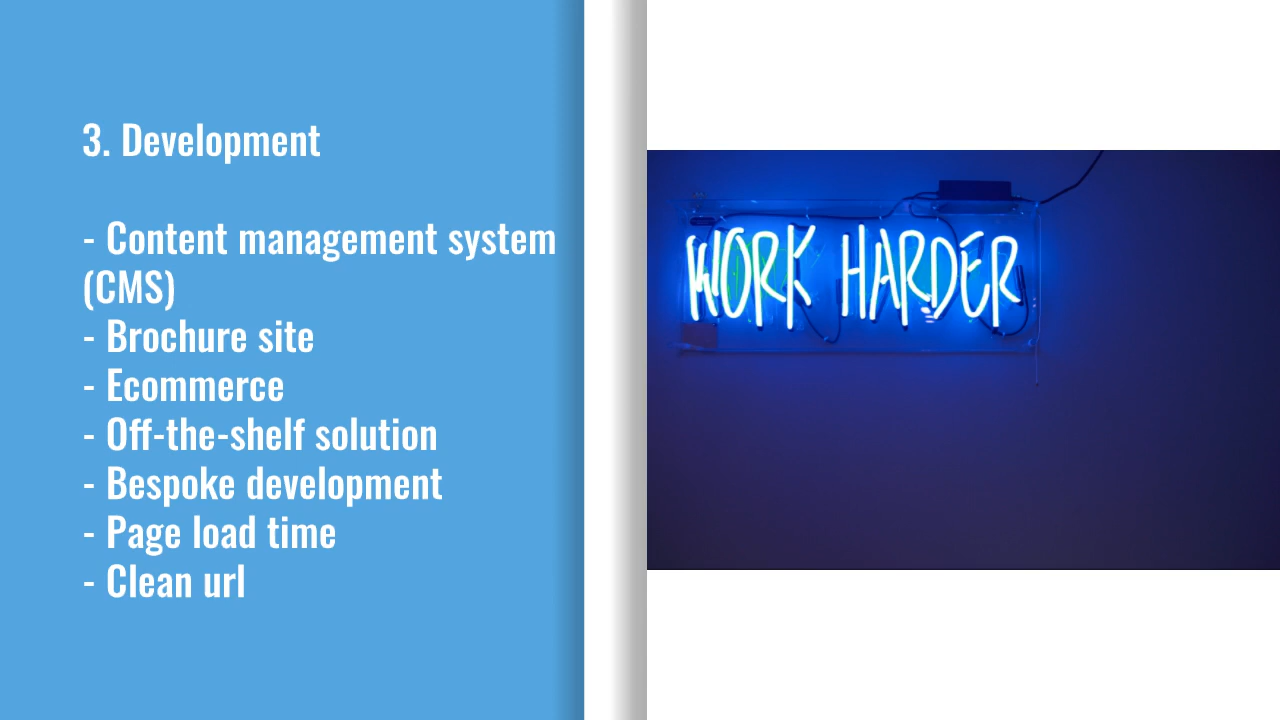 3. Development
- Content management system
(CMS)
- Brochure site
- Ecommerce
- Off-the-shelf solution
- Bespoke development
- Page load time
- Clean url
WORK HARDER